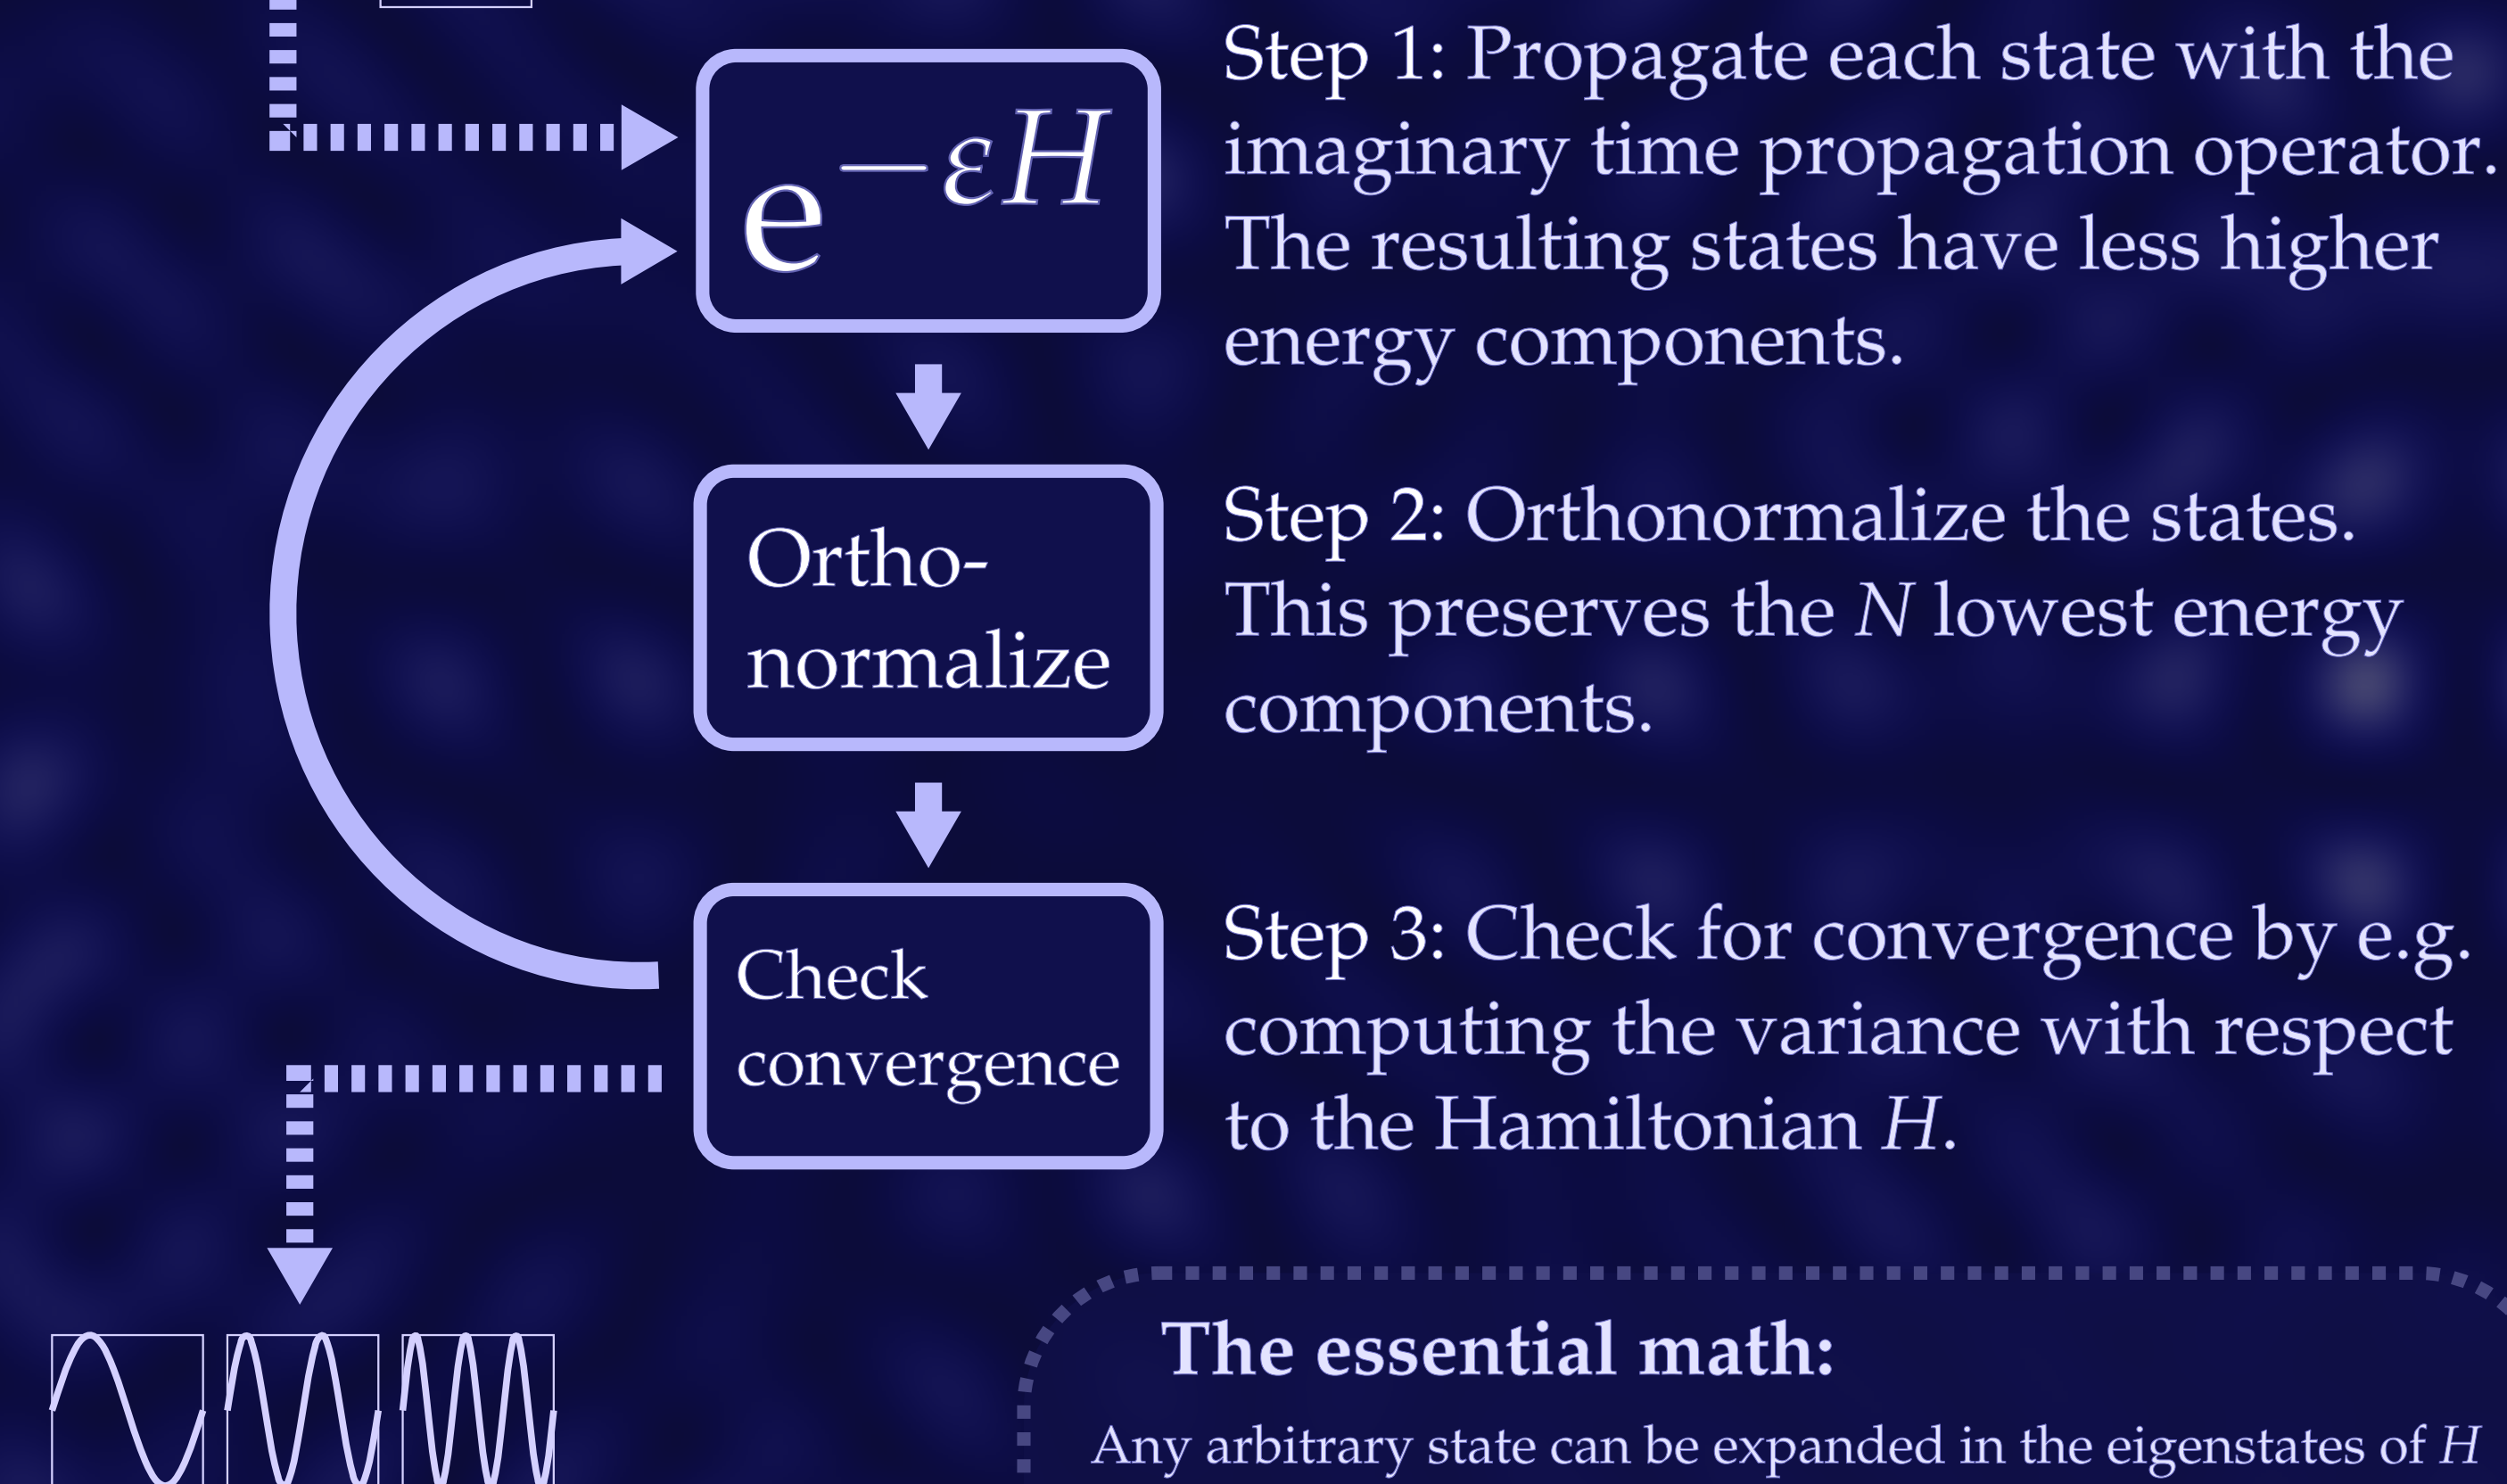 e^−εH
Step 1: Propagate each state with the
imaginary time propagation operator.
The resulting states have less higher
energy components.
Ortho-
normalize
Step 2: Orthonormalize the states.
This preserves the N lowest energy
components.
Check
convergence
Step 3: Check for convergence by e.g.
computing the variance with respect
to the Hamiltonian H.
The essential math:
Any arbitrary state can be expanded in the eigenstates of H